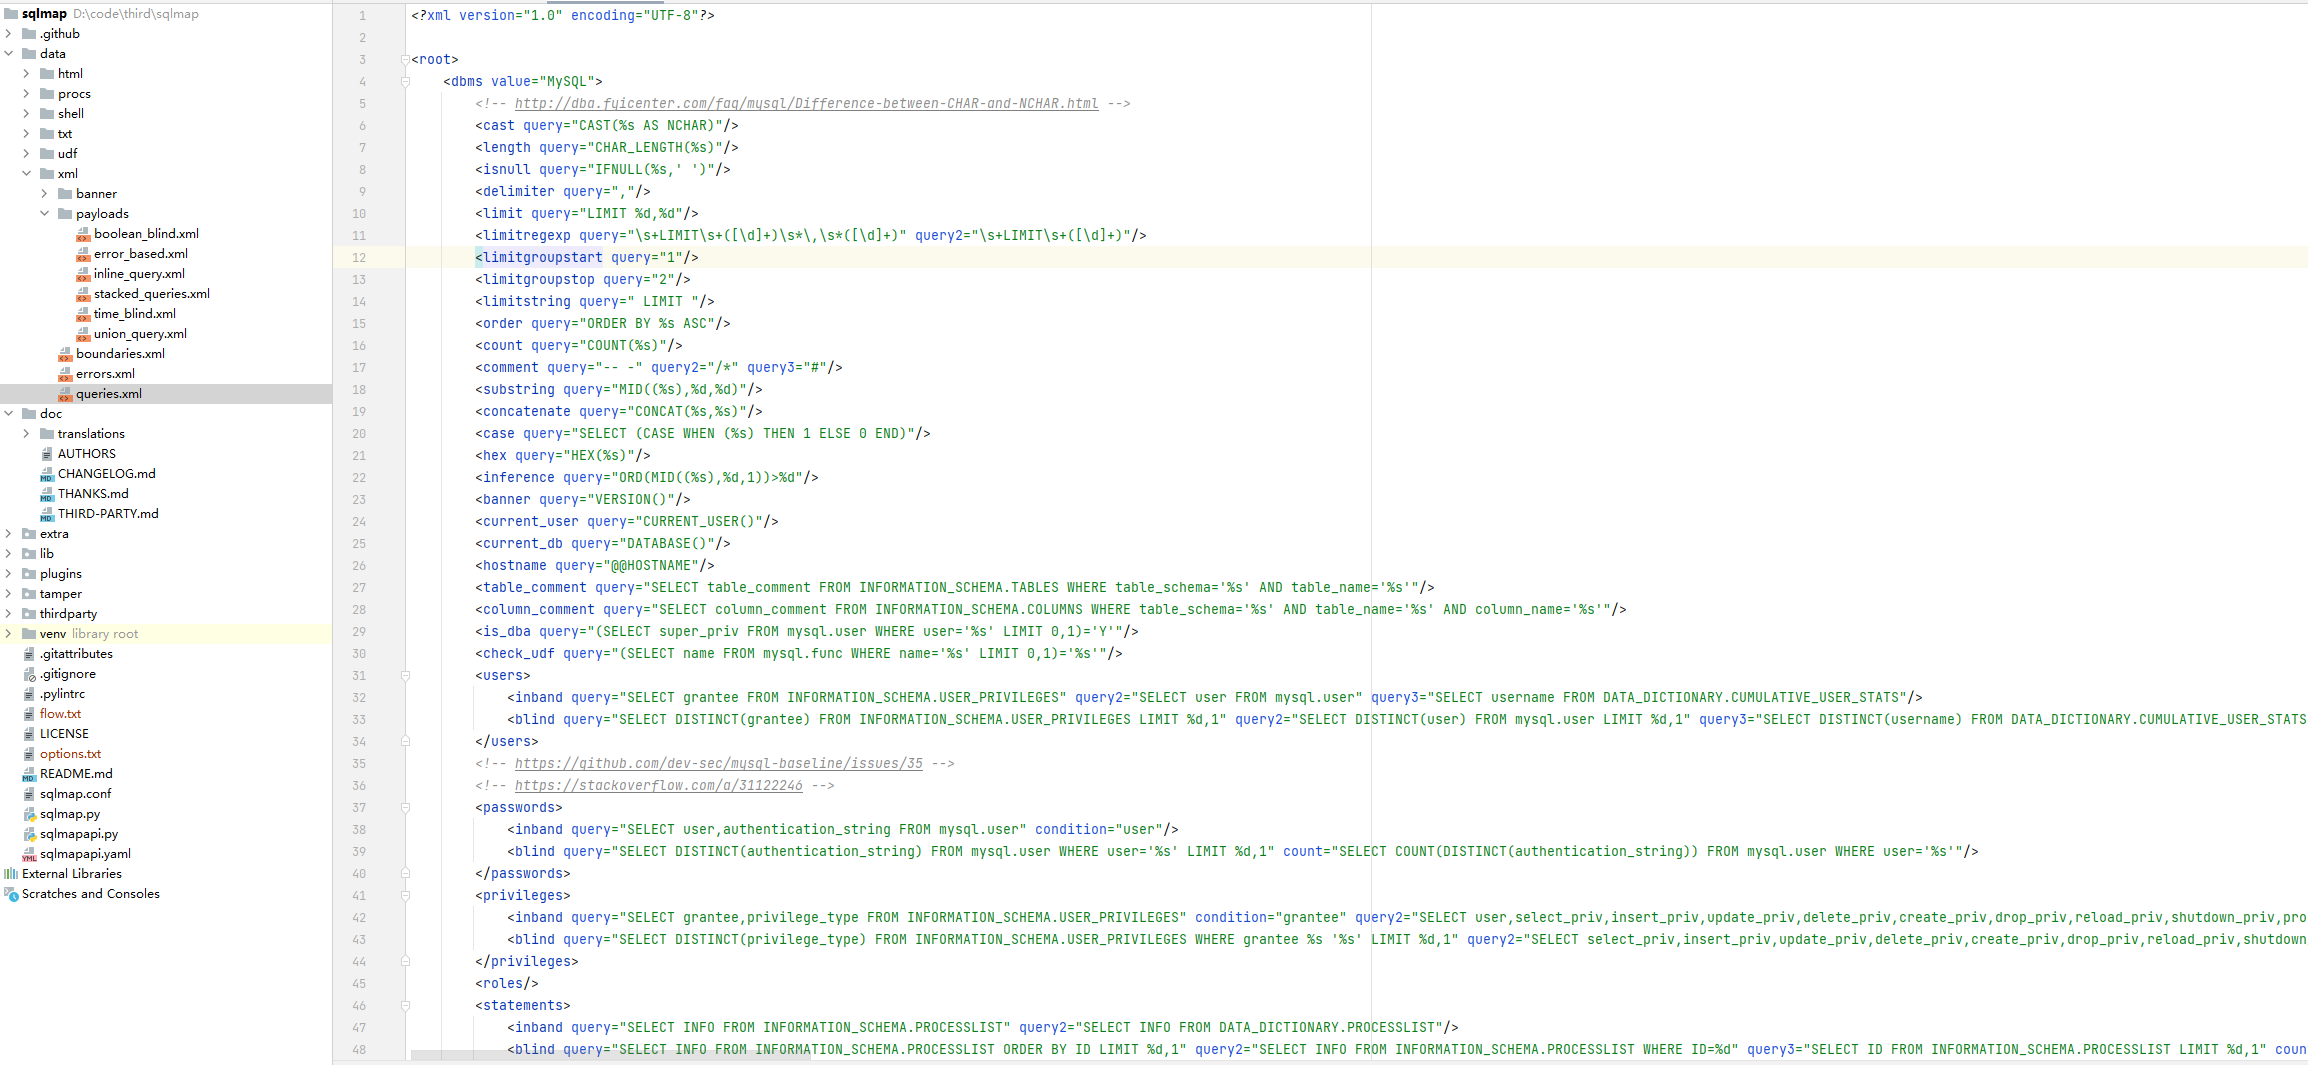 sqlmap D:\code\third\sqlmap
.github
data
html
procs
shell
txt
udf
xml
banner
payloads
boolean_blind.xml
error_based.xml
inline_query.xml
stacked_queries.xml
time_blind.xml
union_query.xml
boundaries.xml
errors.xml
queries.xml
doc
translations
AUTHORS
CHANGELOG.md
THANKS.md
THIRD-PARTY.md
extra
lib
plugins
tamper
thirdparty
venv library root
.gitattributes
.gitignore
.pylintrc
flow.txt
LICENSE
options.txt
README.md
sqlmap.conf
sqlmap.py
sqlmapapi.py
sqlmapapi.yaml
External Libraries
Scratches and Consoles
1 <?xml version="1.0" encoding="UTF-8"?>
2
3 <root>
4 <dbms value="MySQL">
5 <!-- http://dba.fyicenter.com/faq/mysql/Difference-between-CHAR-and-NCHAR.html -->
6 <cast query="CAST(%s AS NCHAR)"/>
7 <length query="CHAR_LENGTH(%s)"/>
8 <isnull query="IFNULL(%s,' ')"/>
9 <delimiter query=","/>
10 <limit query="LIMIT %d,%d"/>
11 <limitregexp query="\s+LIMIT\s+([\d]+)\s*\,\s*([\d]+)" query2="\s+LIMIT\s+([\d]+)"/>
12 <limitgroupstart query="1"/>
13 <limitgroupstop query="2"/>
14 <limitstring query=" LIMIT "/>
15 <order query="ORDER BY %s ASC"/>
16 <count query="COUNT(%s)"/>
17 <comment query="-- -" query2="/*" query3="#"/>
18 <substring query="MID((%s),%d,%d)"/>
19 <concatenate query="CONCAT(%s,%s)"/>
20 <case query="SELECT (CASE WHEN (%s) THEN 1 ELSE 0 END)"/>
21 <hex query="HEX(%s)"/>
22 <inference query="ORD(MID((%s),%d,1))>%d"/>
23 <banner query="VERSION()"/>
24 <current_user query="CURRENT_USER()"/>
25 <current_db query="DATABASE()"/>
26 <hostname query="@@HOSTNAME"/>
27 <table_comment query="SELECT table_comment FROM INFORMATION_SCHEMA.TABLES WHERE table_schema='%s' AND table_name='%s'"/>
28 <column_comment query="SELECT column_comment FROM INFORMATION_SCHEMA.COLUMNS WHERE table_schema='%s' AND table_name='%s' AND column_name='%s'"/>
29 <is_dba query="(SELECT super_priv FROM mysql.user WHERE user='%s' LIMIT 0,1)='Y'"/>
30 <check_udf query="(SELECT name FROM mysql.func WHERE name='%s' LIMIT 0,1)='%s'"/>
31 <users>
32 <inband query="SELECT grantee FROM INFORMATION_SCHEMA.USER_PRIVILEGES" query2="SELECT user FROM mysql.user" query3="SELECT username FROM DATA_DICTIONARY.CUMULATIVE_USER_STATS"/>
33 <blind query="SELECT DISTINCT(grantee) FROM INFORMATION_SCHEMA.USER_PRIVILEGES LIMIT %d,1" query2="SELECT DISTINCT(user) FROM mysql.user LIMIT %d,1" query3="SELECT DISTINCT(username) FROM DATA_DICTIONARY.CUMULATIVE_USER_STATS
34 </users>
35 <!-- https://github.com/dev-sec/mysql-baseline/issues/35 -->
36 <!-- https://stackoverflow.com/a/31122246 -->
37 <passwords>
38 <inband query="SELECT user,authentication_string FROM mysql.user" condition="user"/>
39 <blind query="SELECT DISTINCT(authentication_string) FROM mysql.user WHERE user='%s' LIMIT %d,1" count="SELECT COUNT(DISTINCT(authentication_string)) FROM mysql.user WHERE user='%s'"/>
40 </passwords>
41 <privileges>
42 <inband query="SELECT grantee,privilege_type FROM INFORMATION_SCHEMA.USER_PRIVILEGES" condition="grantee" query2="SELECT user,select_priv,insert_priv,update_priv,delete_priv,create_priv,drop_priv,reload_priv,shutdown_priv,pro
43 <blind query="SELECT DISTINCT(privilege_type) FROM INFORMATION_SCHEMA.USER_PRIVILEGES WHERE grantee %s '%s' LIMIT %d,1" query2="SELECT select_priv,insert_priv,update_priv,delete_priv,create_priv,drop_priv,reload_priv,shutdown
44 </privileges>
45 <roles/>
46 <statements>
47 <inband query="SELECT INFO FROM INFORMATION_SCHEMA.PROCESSLIST" query2="SELECT INFO FROM DATA_DICTIONARY.PROCESSLIST"/>
48 <blind query="SELECT INFO FROM INFORMATION_SCHEMA.PROCESSLIST ORDER BY ID LIMIT %d,1" query2="SELECT INFO FROM INFORMATION_SCHEMA.PROCESSLIST WHERE ID=%d" query3="SELECT ID FROM INFORMATION_SCHEMA.PROCESSLIST LIMIT %d,1" coun